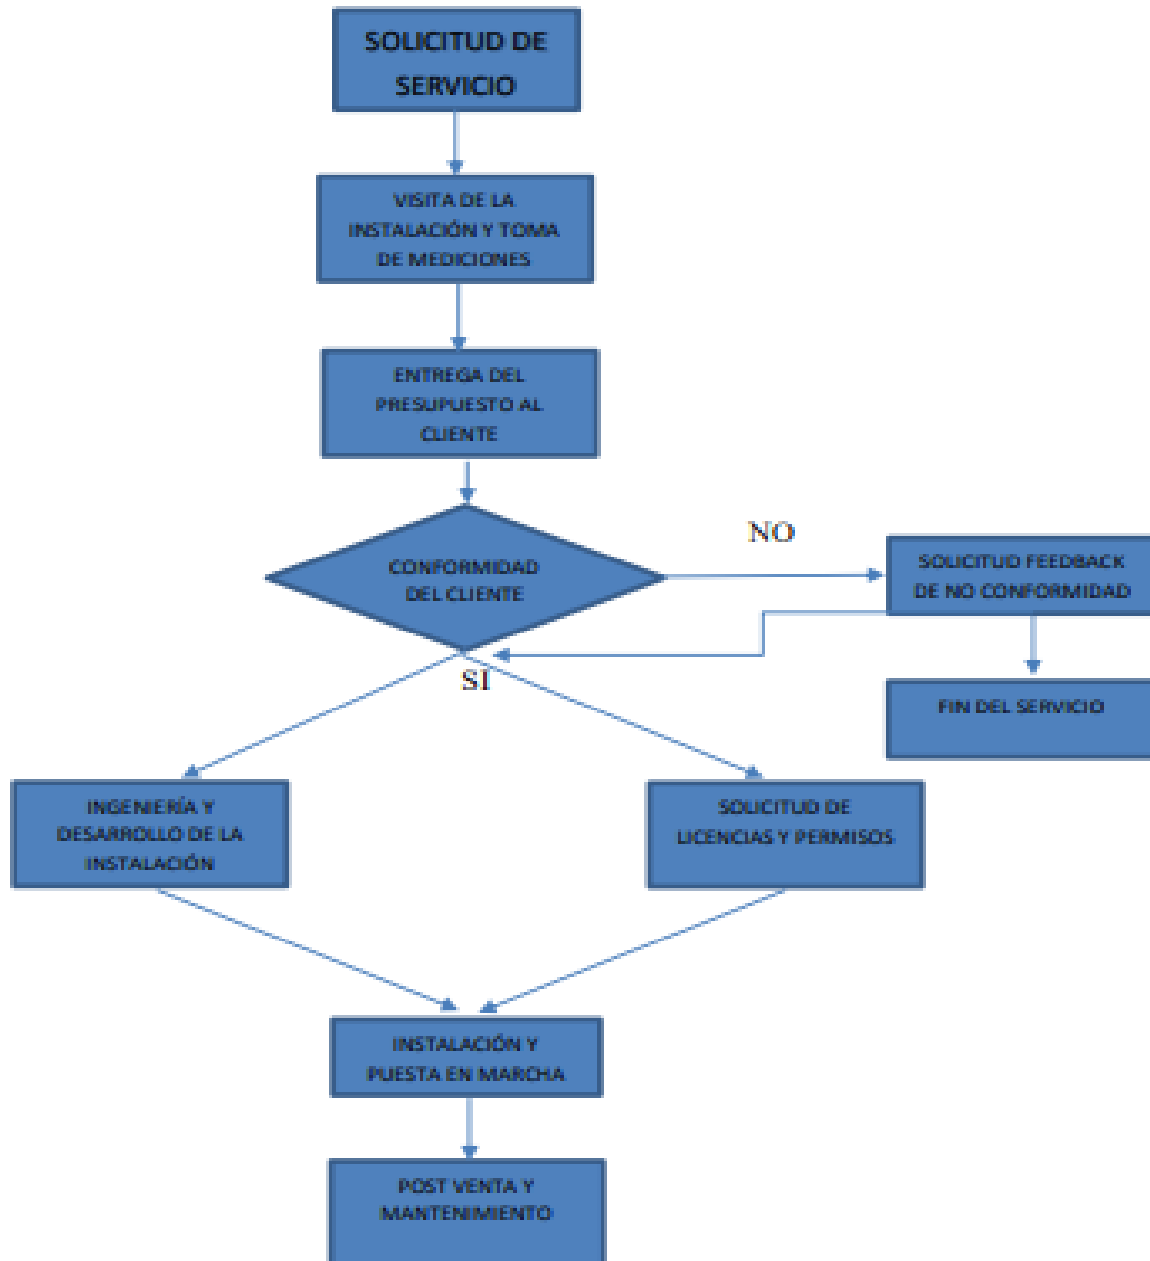 SOLICITUD DE
SERVICIO
VISITA DE LA
INSTALACIÓN Y TOMA
DE MEDICIONES
ENTREGA DEL
PRESUPUESTO AL
CLIENTE
CONFORMIDAD
DEL CLIENTE
NO
SOLICITUD FEEDBACK
DE NO CONFORMIDAD
SI
FIN DEL SERVICIO
INGENIERÍA Y
DESARROLLO DE LA
INSTALACIÓN
SOLICITUD DE
LICENCIAS Y PERMISOS
INSTALACIÓN Y
PUESTA EN MARCHA
POST VENTA Y
MANTENIMIENTO